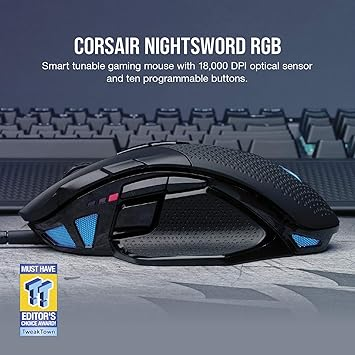 CORSAIR NIGHTSWORD RGB
Smart tunable gaming mouse with 18,000 DPI optical sensor
and ten programmable buttons.
MUST HAVE
TT
EDITOR'S
CHOICE AWARD!
TweakTown